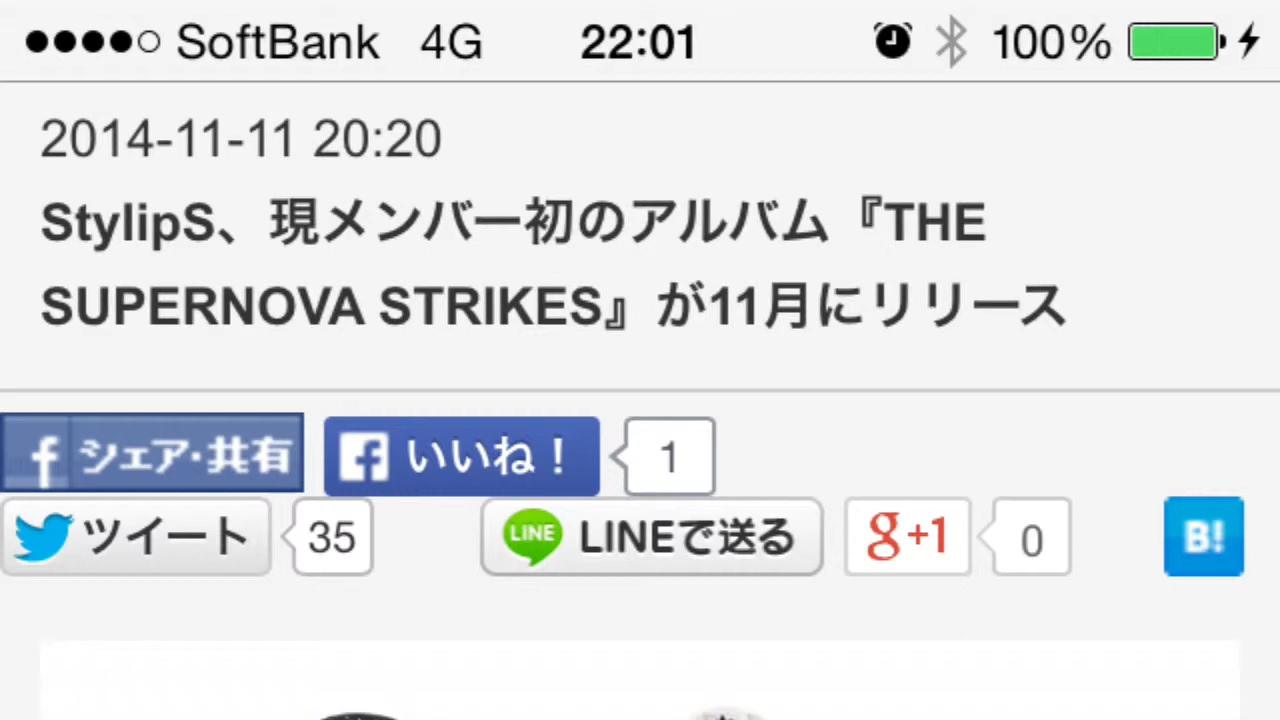 SoftBank 4G 22:01 100%
2014-11-11 20:20
StylipS、現メンバー初のアルバム『THE
SUPERNOVA STRIKES』が11月にリリース
f シェア・共有 f いいね！ 1
ツイート 35 LINE LINEで送る g+1 0 B!